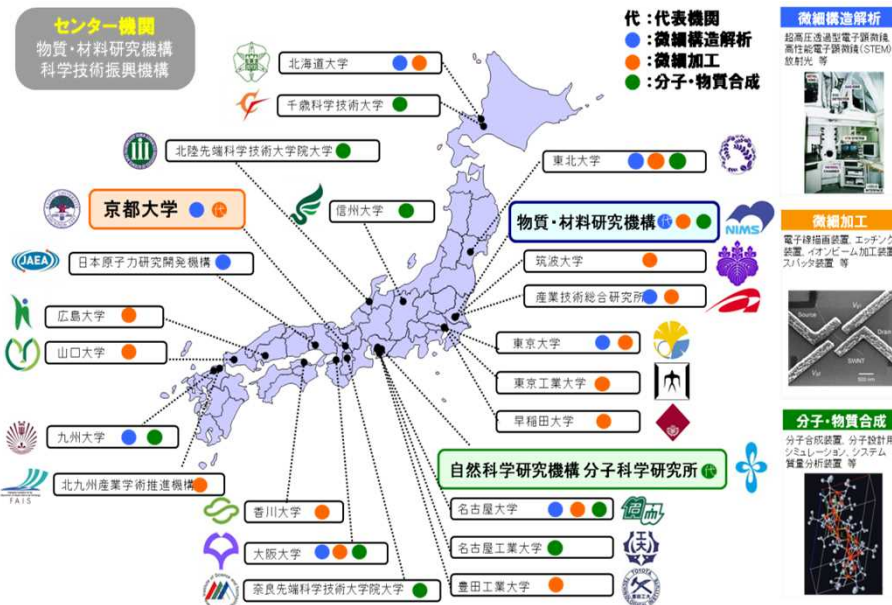 センター機関
物質・材料研究機構
科学技術振興機構
代:代表機関
:微細構造解析
:微細加工
:分子・物質合成
北海道大学
千歳科学技術大学
北陸先端科学技術大学院大学
東北大学
京都大学 代
信州大学
物質・材料研究機構 代
NIMS
JAEA
日本原子力研究開発機構
筑波大学
産業技術総合研究所
広島大学
山口大学
東京大学
東京工業大学
早稲田大学
九州大学
自然科学研究機構 分子科学研究所 代
北九州産業学術推進機構
FAIS
香川大学
名古屋大学
大阪大学
名古屋工業大学
奈良先端科学技術大学院大学
豊田工業大学
微細構造解析
超高圧透過型電子顕微鏡,
高性能電子顕微鏡(STEM)
放射光 等
微細加工
電子線描画装置, エッチング
装置, イオンビーム加工装置
スパッタ装置 等
Source
Drain
SWNT
500 nm
分子・物質合成
分子合成装置, 分子設計用
シミュレーション, システム
質量分析装置 等